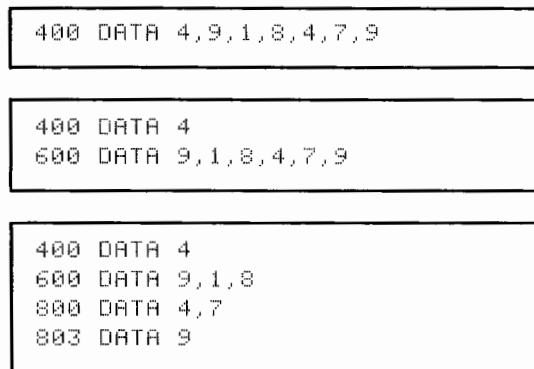 400 DATA 4,9,1,8,4,7,9
400 DATA 4
600 DATA 9,1,8,4,7,9
400 DATA 4
600 DATA 9,1,8
800 DATA 4,7
803 DATA 9